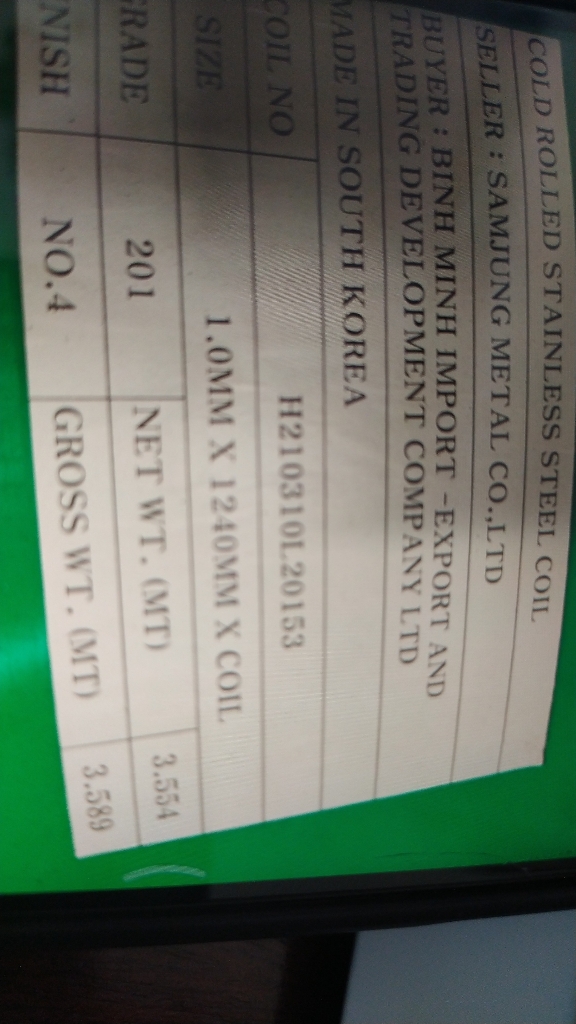 COLD ROLLED STAINLESS STEEL COIL
SELLER : SAMJUNG METAL CO.,LTD
BUYER : BINH MINH IMPORT -EXPORT AND
TRADING DEVELOPMENT COMPANY LTD
MADE IN SOUTH KOREA
COIL NO H210310L20153
SIZE 1.0MM X 1240MM X COIL
GRADE 201 NET WT. (MT) 3.554
NISH NO.4 GROSS WT. (MT) 3.589